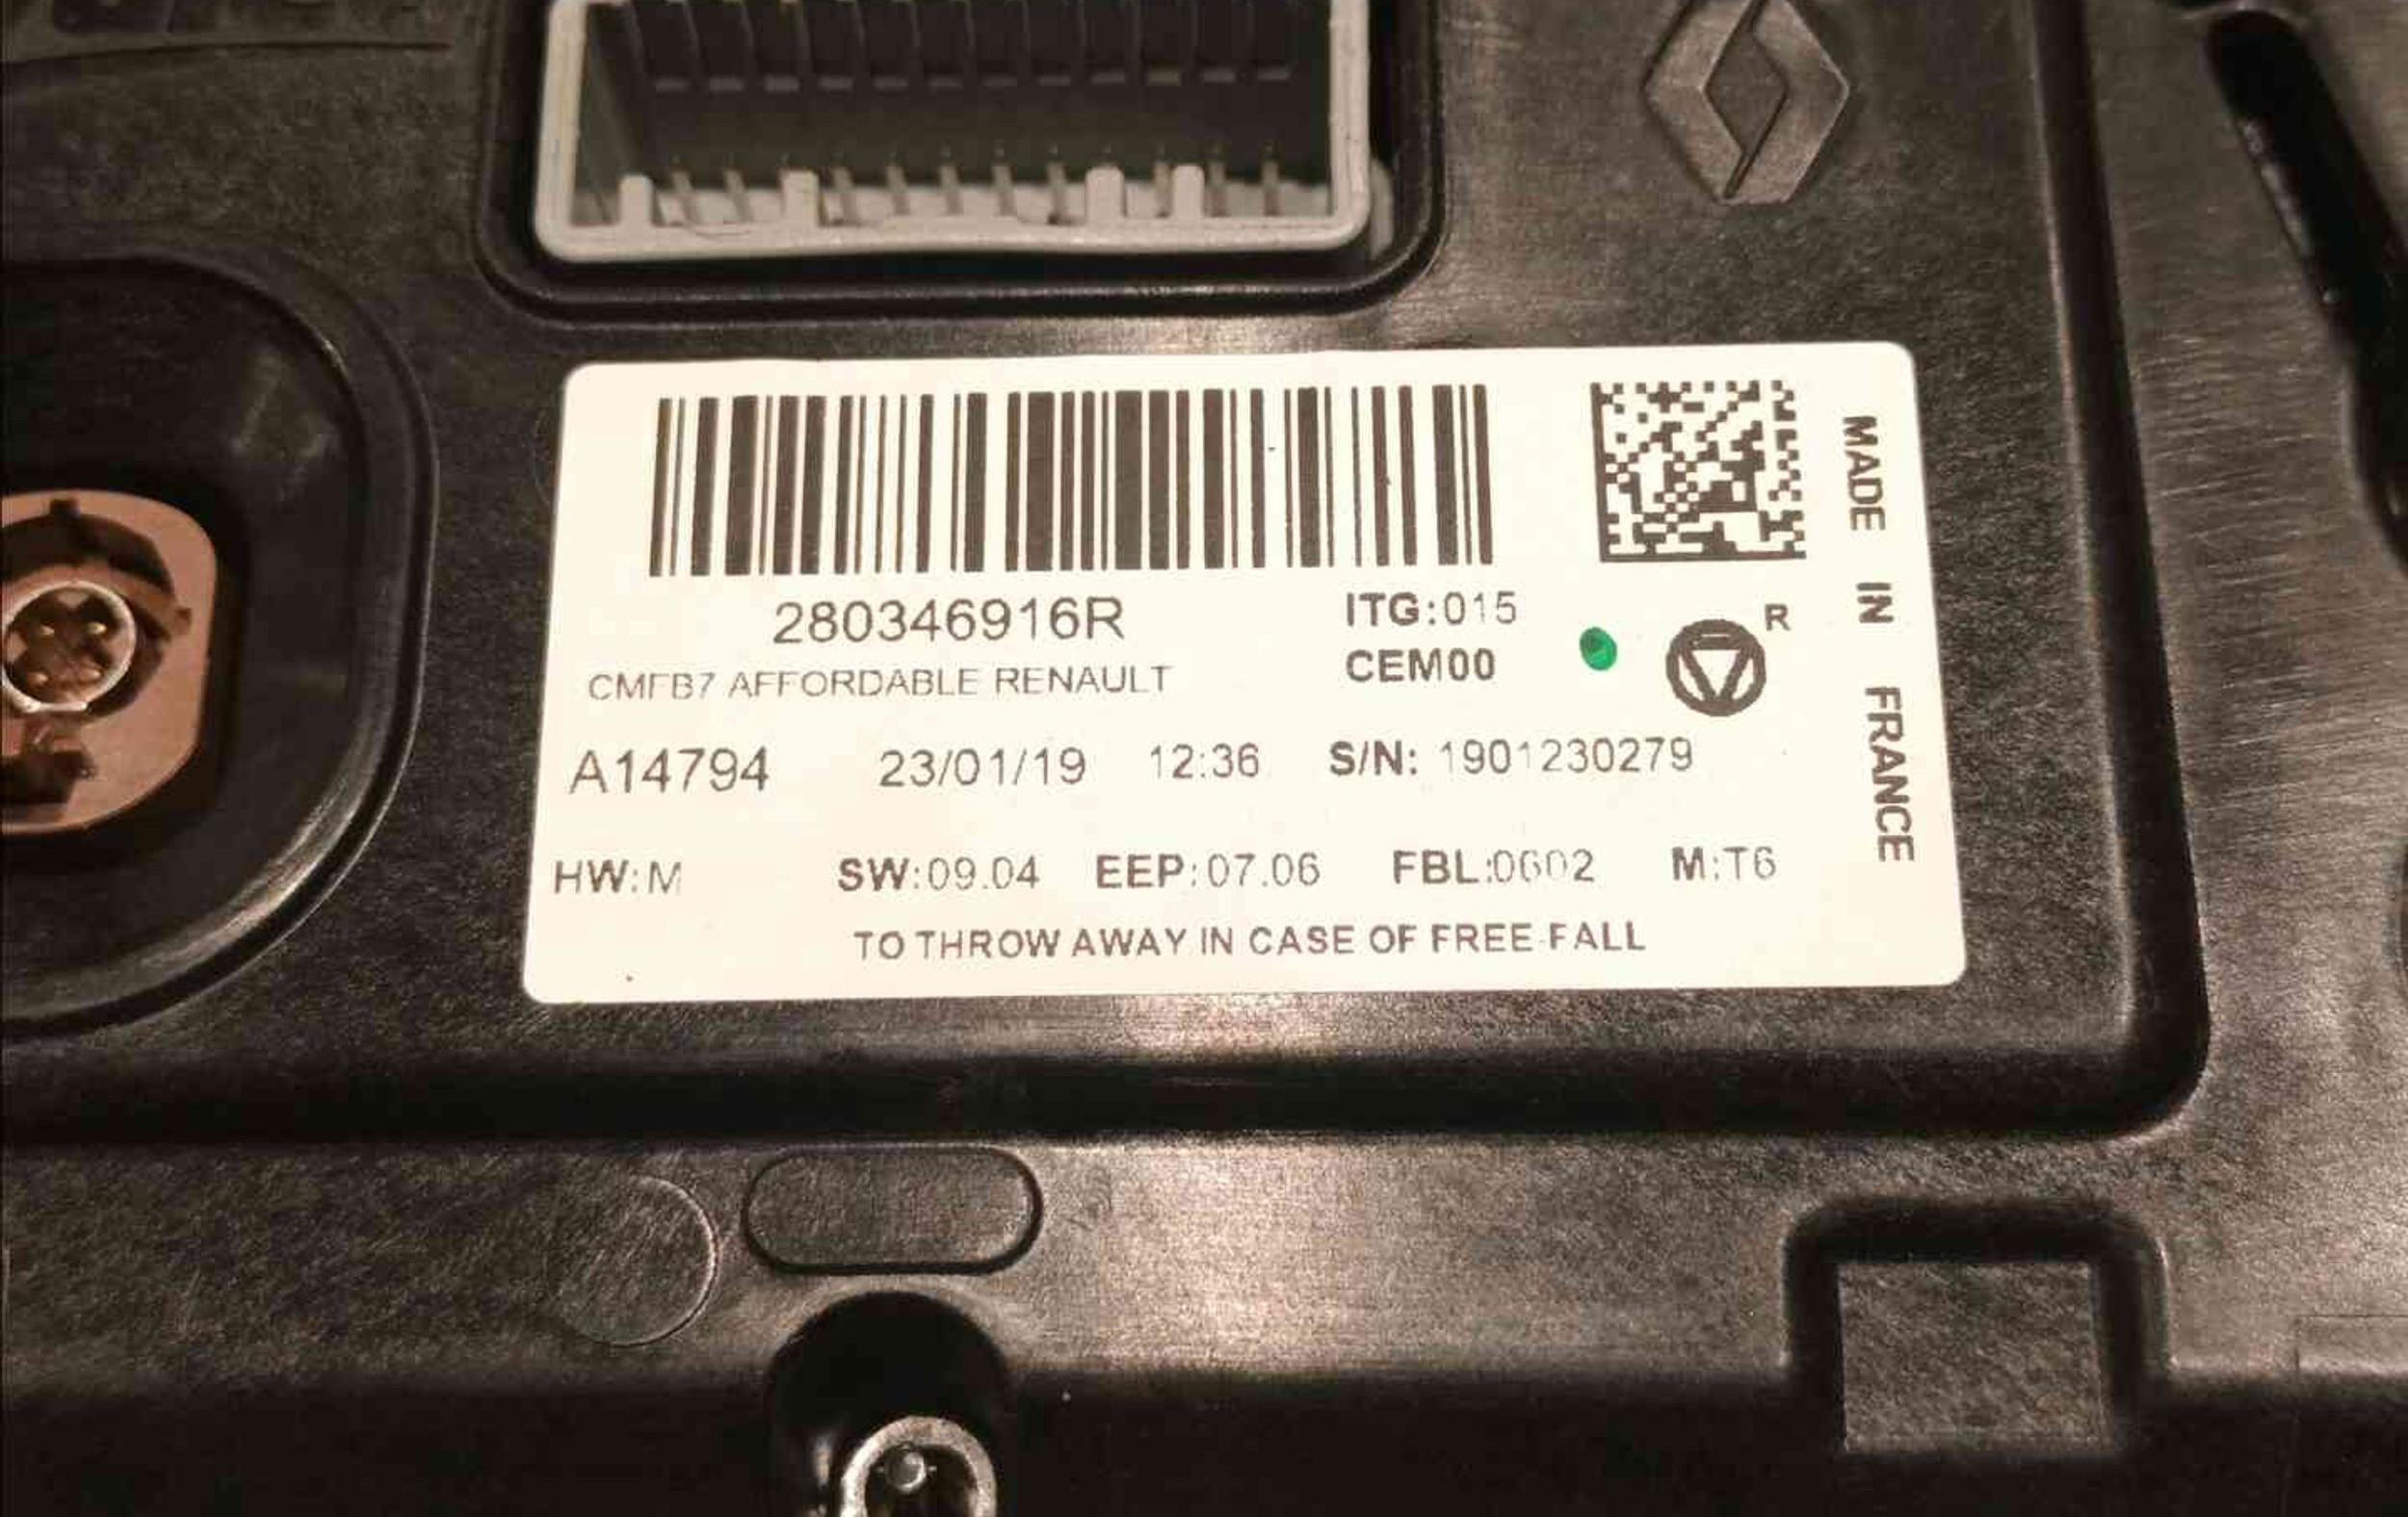 280346916R
ITG:015
CMFB7 AFFORDABLE RENAULT
CEM00
R
A14794 23/01/19 12:36 S/N: 1901230279
HW:M SW:09.04 EEP:07.06 FBL:0602 M:T6
TO THROW AWAY IN CASE OF FREE FALL
MADE IN FRANCE